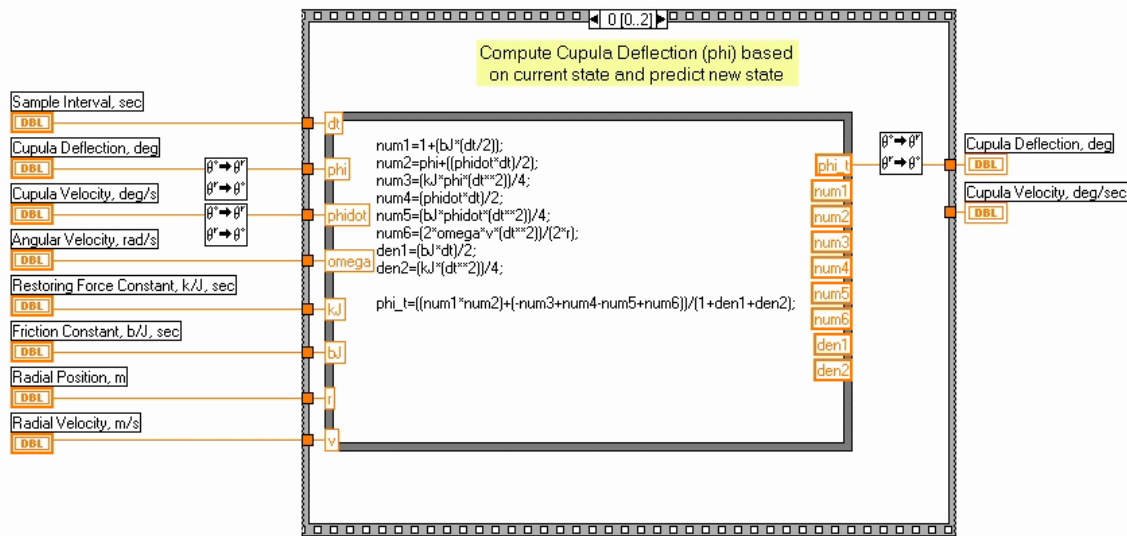 0 [0..2]
Compute Cupula Deflection (phi) based
on current state and predict new state
Sample Interval, sec
DBL
Cupula Deflection, deg
DBL
Cupula Velocity, deg/s
DBL
Angular Velocity, rad/s
DBL
Restoring Force Constant, k/J, sec
DBL
Friction Constant, b/J, sec
DBL
Radial Position, m
DBL
Radial Velocity, m/s
DBL
θ°→θʳ
θʳ→θ°
θ°→θʳ
θʳ→θ°
dt
phi
phidot
omega
kJ
bJ
r
v
num1=1+(bJ*(dt/2));
num2=phi+((phidot*dt)/2);
num3=(kJ*phi*(dt**2))/4;
num4=(phidot*dt)/2;
num5=(bJ*phidot*(dt**2))/4;
num6=(2*omega*v*(dt**2))/(2*r);
den1=(bJ*dt)/2;
den2=(kJ*(dt**2))/4;
phi_t=((num1*num2)+(-num3+num4-num5+num6))/(1+den1+den2);
phi_t
num1
num2
num3
num4
num5
num6
den1
den2
θ°→θʳ
θʳ→θ°
Cupula Deflection, deg
DBL
Cupula Velocity, deg/sec
DBL